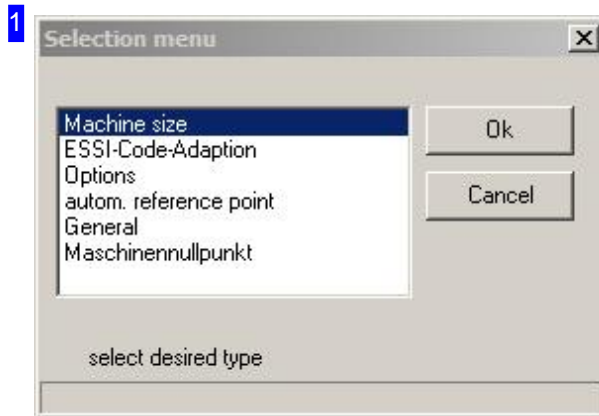 1
Selection menu
Machine size
Ok
ESSI-Code-Adaption
Options
autom. reference point
Cancel
General
Maschinennullpunkt
select desired type